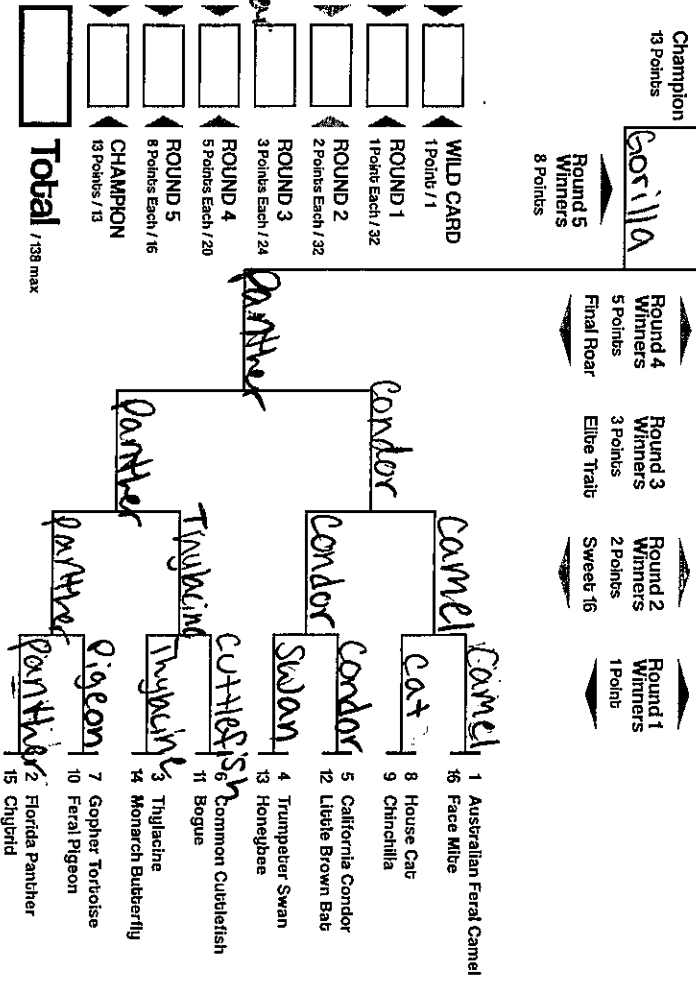 Champion
13 Points
Gorilla
Round 5
Winners
8 Points
Round 4
Winners
5 Points
Final Roar
Round 3
Winners
3 Points
Elite Trait
Round 2
Winners
2 Points
Sweet 16
Round 1
Winners
1 Point
WILD CARD
1 Point / 1
ROUND 1
1 Point Each / 32
ROUND 2
2 Points Each / 32
ROUND 3
3 Points Each / 24
ROUND 4
5 Points Each / 20
ROUND 5
8 Points Each / 16
CHAMPION
13 Points / 13
Total / 138 max
Panther
Condor
Panther
Camel
Condor
Tinylacine
Panther
Camel
Cat
Condor
Swan
Cuttlefish
Thylacine
Pigeon
Panther
1 Australian Feral Camel
16 Face Mite
8 House Cat
9 Chinchilla
5 California Condor
12 Little Brown Bat
4 Trumpeter Swan
13 Honeybee
6 Common Cuttlefish
11 Bogue
3 Thylacine
14 Monarch Butterfly
7 Gopher Tortoise
10 Feral Pigeon
2 Florida Panther
15 Chytrid